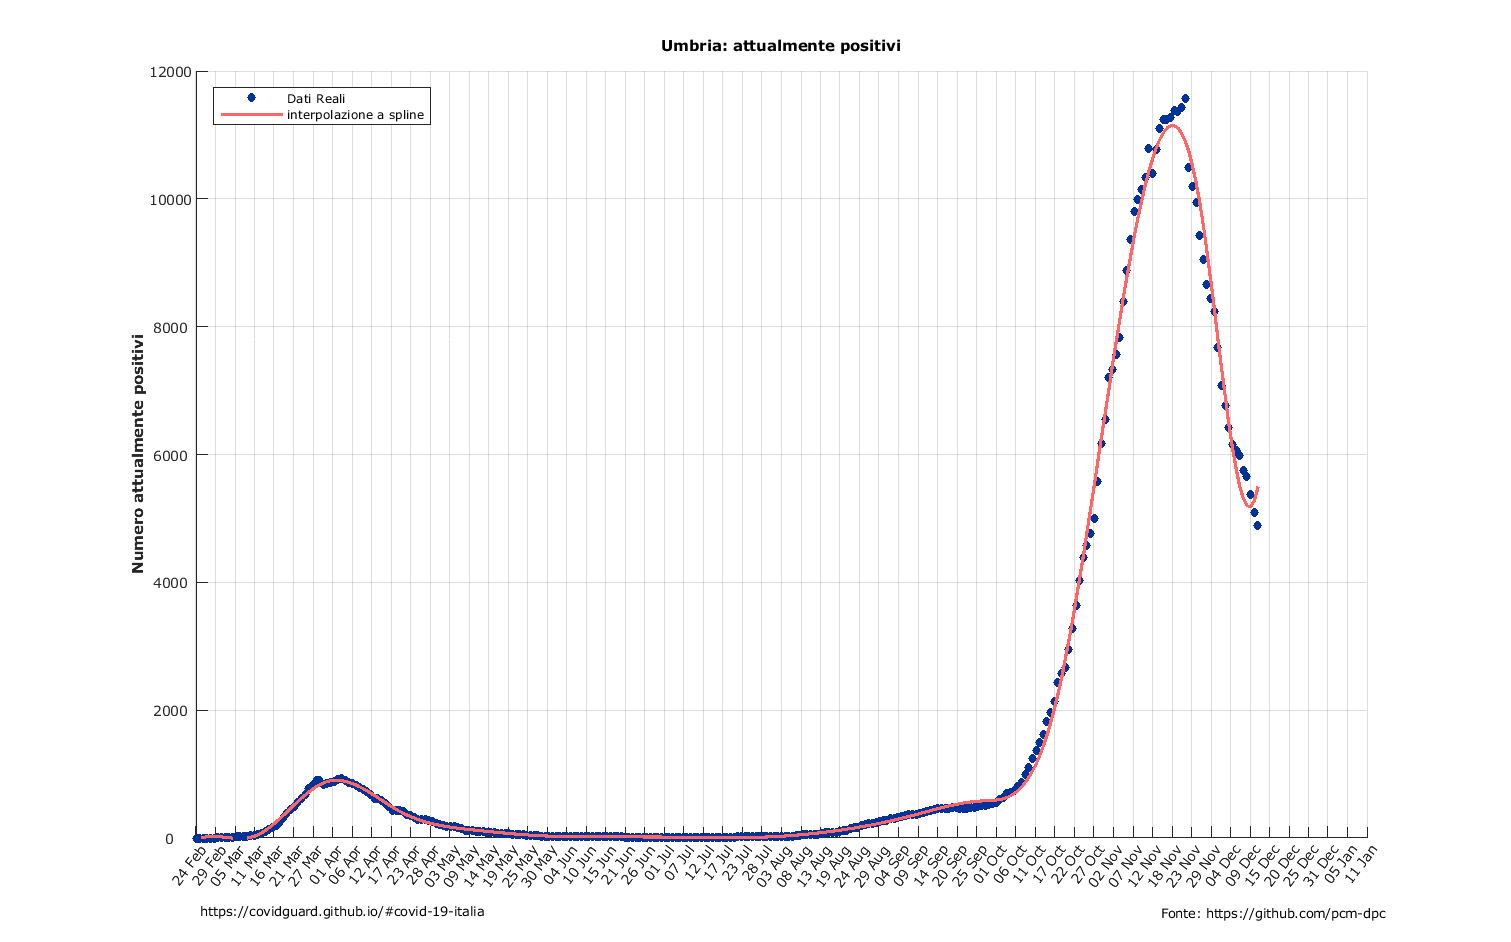 Umbria: attualmente positivi
Dati Reali
interpolazione a spline
Numero attualmente positivi
12000
10000
8000
6000
4000
2000
0
24 Feb
29 Feb
05 Mar
11 Mar
16 Mar
21 Mar
27 Mar
01 Apr
06 Apr
12 Apr
17 Apr
23 Apr
28 Apr
03 May
09 May
14 May
19 May
25 May
30 May
04 Jun
10 Jun
15 Jun
21 Jun
26 Jun
01 Jul
07 Jul
12 Jul
17 Jul
23 Jul
28 Jul
03 Aug
08 Aug
13 Aug
19 Aug
24 Aug
29 Aug
04 Sep
09 Sep
14 Sep
20 Sep
25 Sep
01 Oct
06 Oct
11 Oct
17 Oct
22 Oct
27 Oct
02 Nov
07 Nov
12 Nov
18 Nov
23 Nov
29 Nov
04 Dec
09 Dec
15 Dec
20 Dec
25 Dec
31 Dec
05 Jan
11 Jan
https://covidguard.github.io/#covid-19-italia
Fonte: https://github.com/pcm-dpc